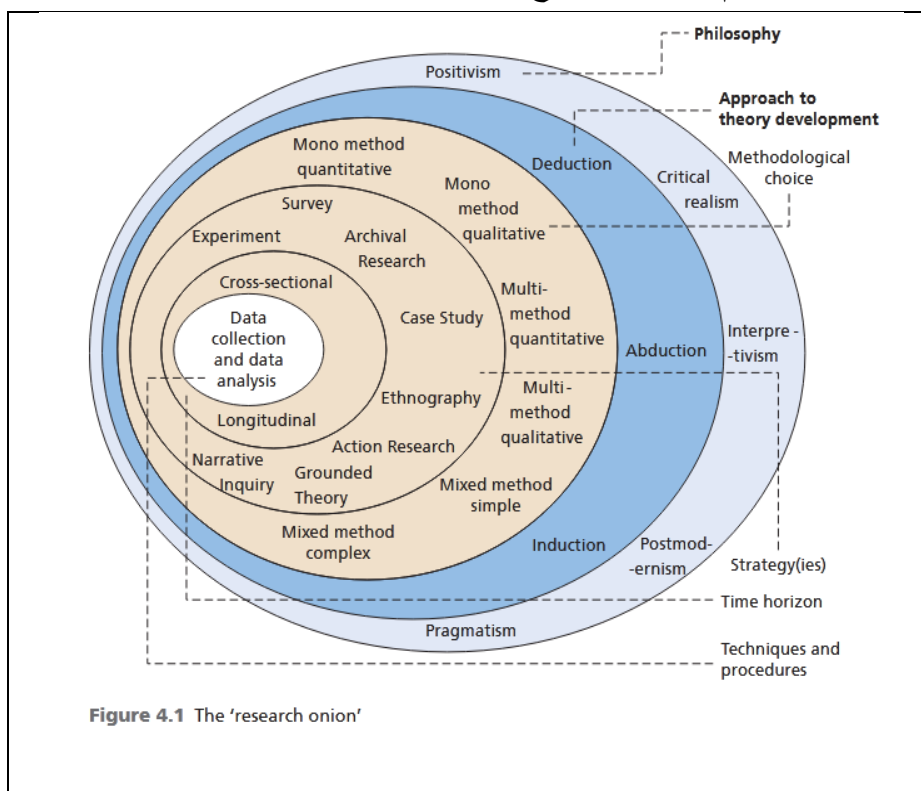 Philosophy
Positivism
Approach to
theory development
Mono method
quantitative
Deduction
Methodological
choice
Critical
realism
Mono
method
qualitative
Survey
Experiment
Archival
Research
Cross-sectional
Multi-
method
quantitative
Data
collection
and data
analysis
Case Study
Abduction
Interpre -
-tivism
Ethnography
Multi-
method
qualitative
Longitudinal
Action Research
Narrative
Inquiry
Grounded
Theory
Mixed method
simple
Mixed method
complex
Induction
Postmod-
-ernism
Strategy(ies)
Time horizon
Pragmatism
Techniques and
procedures
Figure 4.1 The ‘research onion’